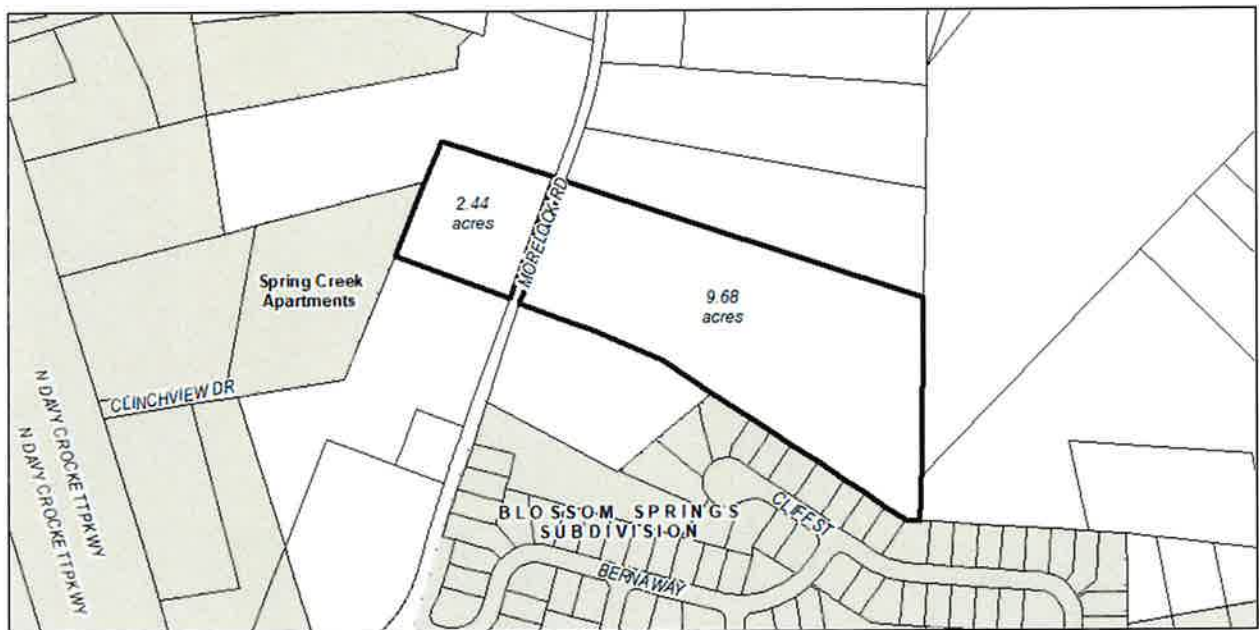 2.44
acres
MORELOCK RD
Spring Creek
Apartments
9.68
acres
CLINCHVIEW DR
N DAVY CROCKETT PKWY
N DAVY CROCKETT PKWY
BLOSSOM SPRINGS
SUBDIVISION
CLIFE ST
BERNA WAY